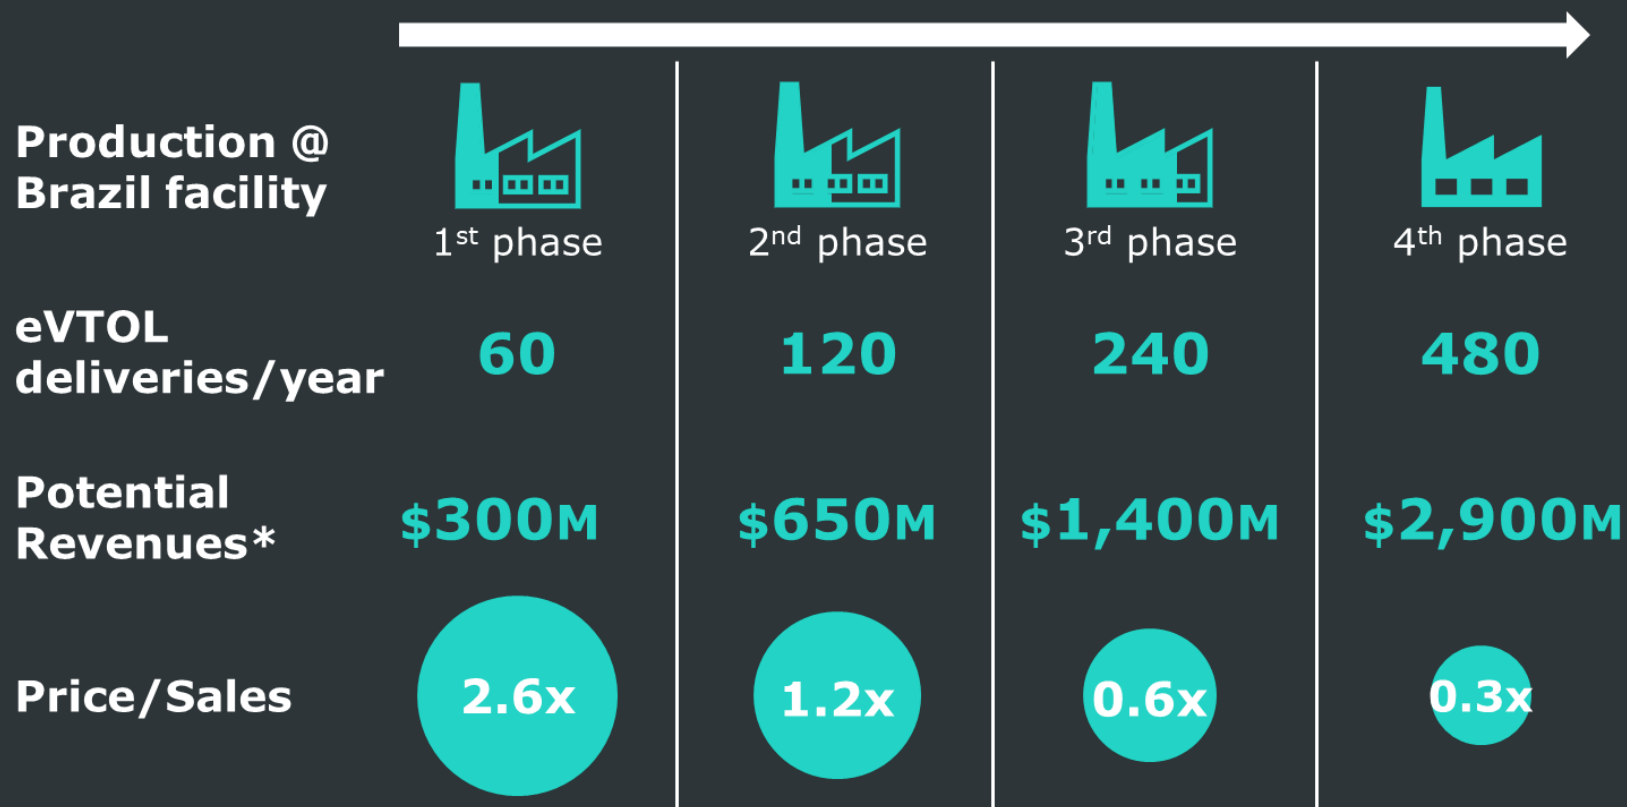 Production @
Brazil facility
1st phase
2nd phase
3rd phase
4th phase
eVTOL
deliveries/year
60
120
240
480
Potential
Revenues*
$300M
$650M
$1,400M
$2,900M
Price/Sales
2.6x
1.2x
0.6x
0.3x